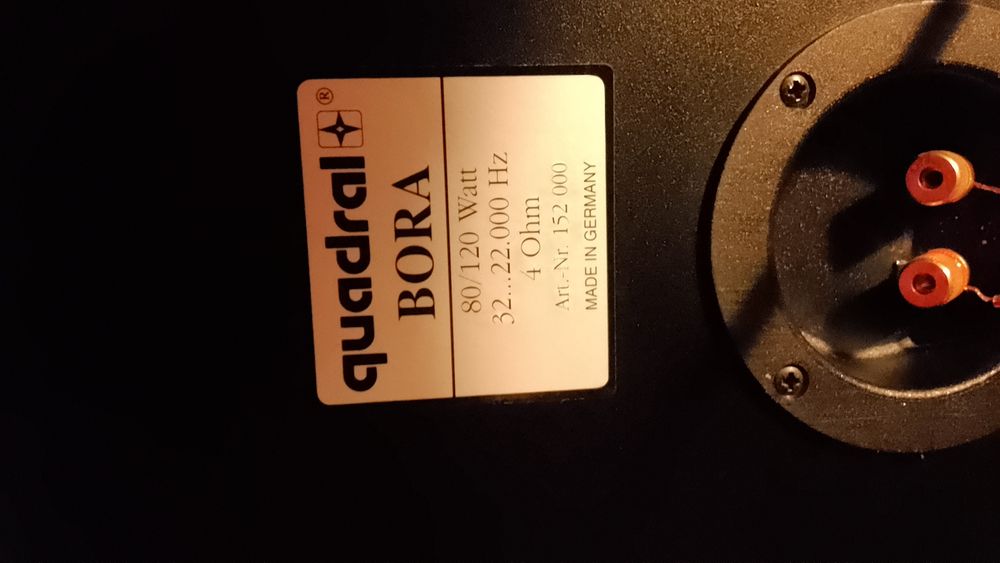 quadral®
BORA
80/120 Watt
32...22.000 Hz
4 Ohm
Art.-Nr. 152 000
MADE IN GERMANY